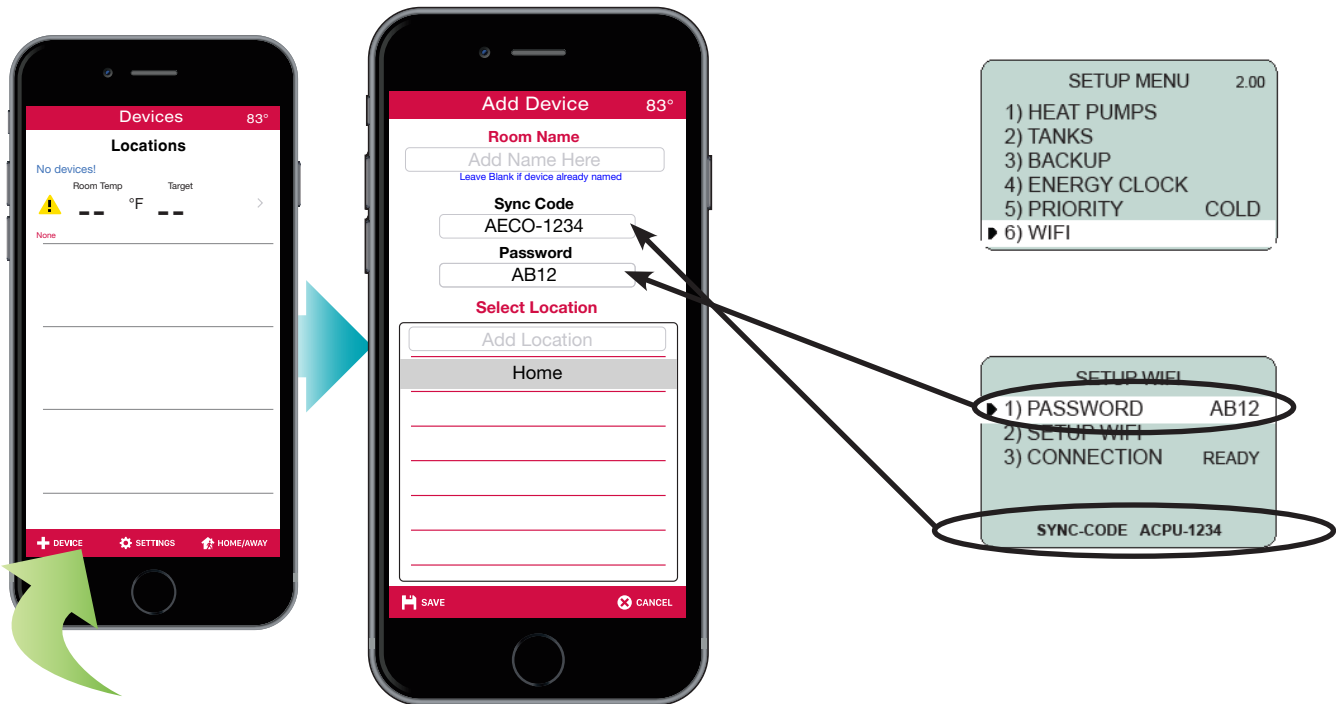 Devices 83°
Locations
No devices!
Room Temp Target
-- °F --
None
DEVICE SETTINGS HOME/AWAY
Add Device 83°
Room Name
Add Name Here
Leave Blank if device already named
Sync Code
AECO-1234
Password
AB12
Select Location
Add Location
Home
SAVE CANCEL
SETUP MENU 2.00
1) HEAT PUMPS
2) TANKS
3) BACKUP
4) ENERGY CLOCK
5) PRIORITY COLD
6) WIFI
SETUP WIFI
1) PASSWORD AB12
2) SETUP WIFI
3) CONNECTION READY
SYNC-CODE ACPU-1234